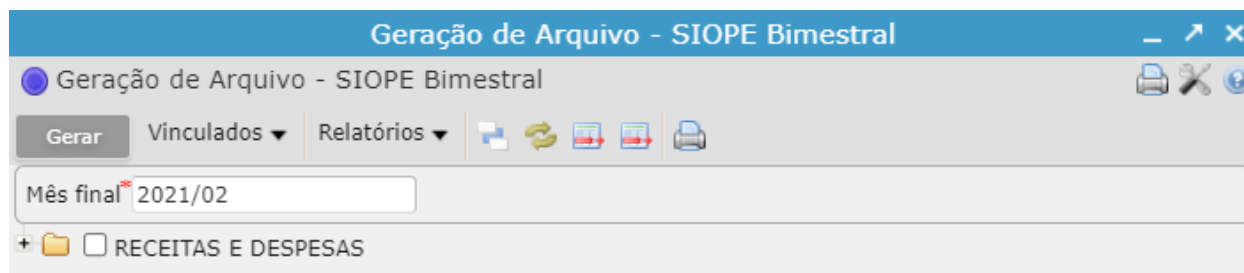 Geração de Arquivo - SIOPE Bimestral
Geração de Arquivo - SIOPE Bimestral
Gerar Vinculados Relatórios
Mês final* 2021/02
RECEITAS E DESPESAS